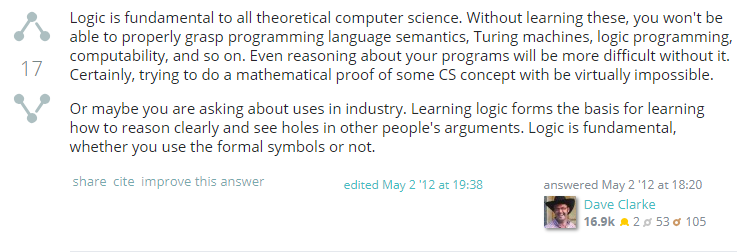 Logic is fundamental to all theoretical computer science. Without learning these, you won't be
able to properly grasp programming language semantics, Turing machines, logic programming,
computability, and so on. Even reasoning about your programs will be more difficult without it.
Certainly, trying to do a mathematical proof of some CS concept with be virtually impossible.
17
Or maybe you are asking about uses in industry. Learning logic forms the basis for learning
how to reason clearly and see holes in other people's arguments. Logic is fundamental,
whether you use the formal symbols or not.
share cite improve this answer
edited May 2 '12 at 19:38
answered May 2 '12 at 18:20
Dave Clarke
16.9k 2 53 105